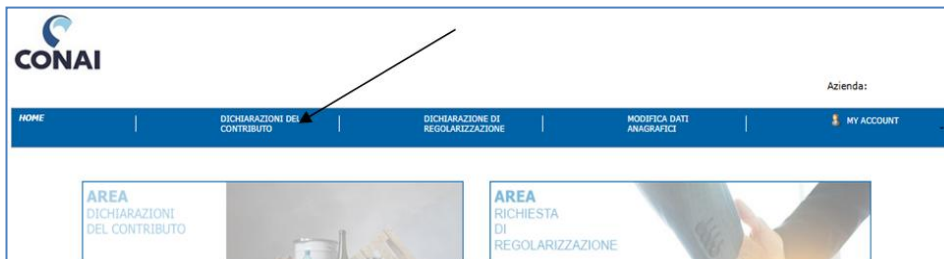 CONAI
Azienda:
HOME
DICHIARAZIONI DEL
CONTRIBUTO
DICHIARAZIONE DI
REGOLARIZZAZIONE
MODIFICA DATI
ANAGRAFICI
MY ACCOUNT
AREA
DICHIARAZIONI
DEL CONTRIBUTO
AREA
RICHIESTA
DI
REGOLARIZZAZIONE